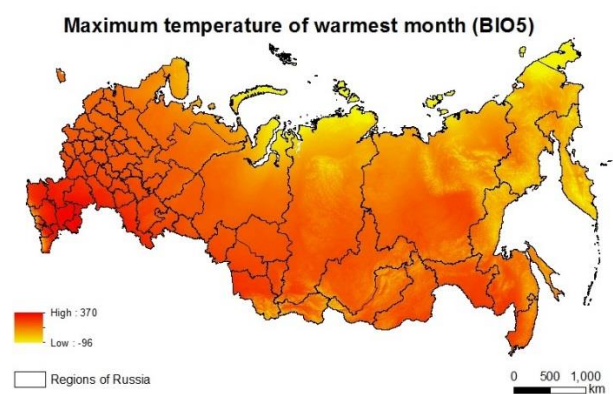 Maximum temperature of warmest month (BIO5)
High : 370
Low : -96
Regions of Russia
0 500 1,000
km